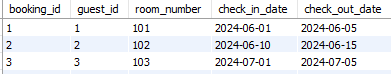 booking_id guest_id room_number check_in_date check_out_date
1 1 101 2024-06-01 2024-06-05
2 2 102 2024-06-10 2024-06-15
3 3 103 2024-07-01 2024-07-05